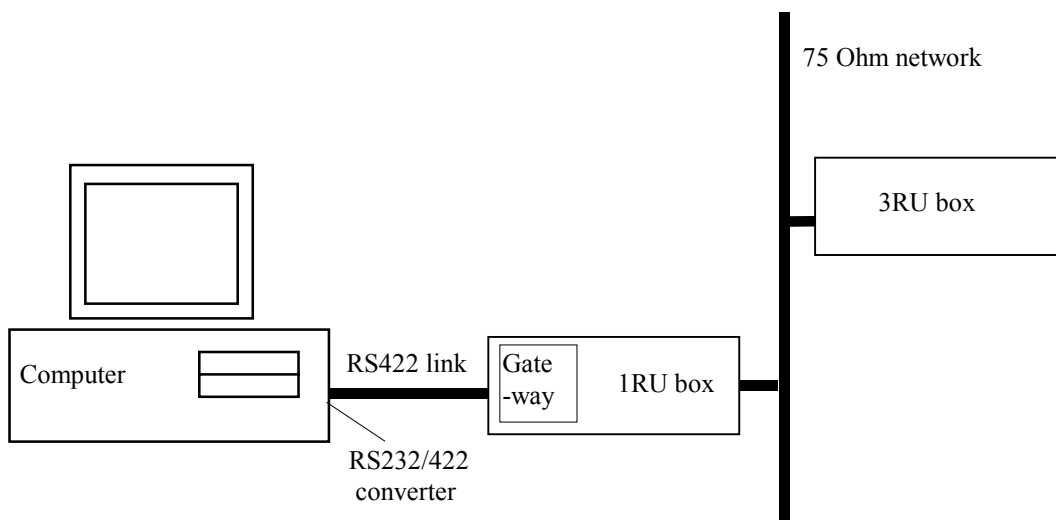 75 Ohm network
3RU box
Computer
RS422 link
Gate
-way
1RU box
RS232/422
converter